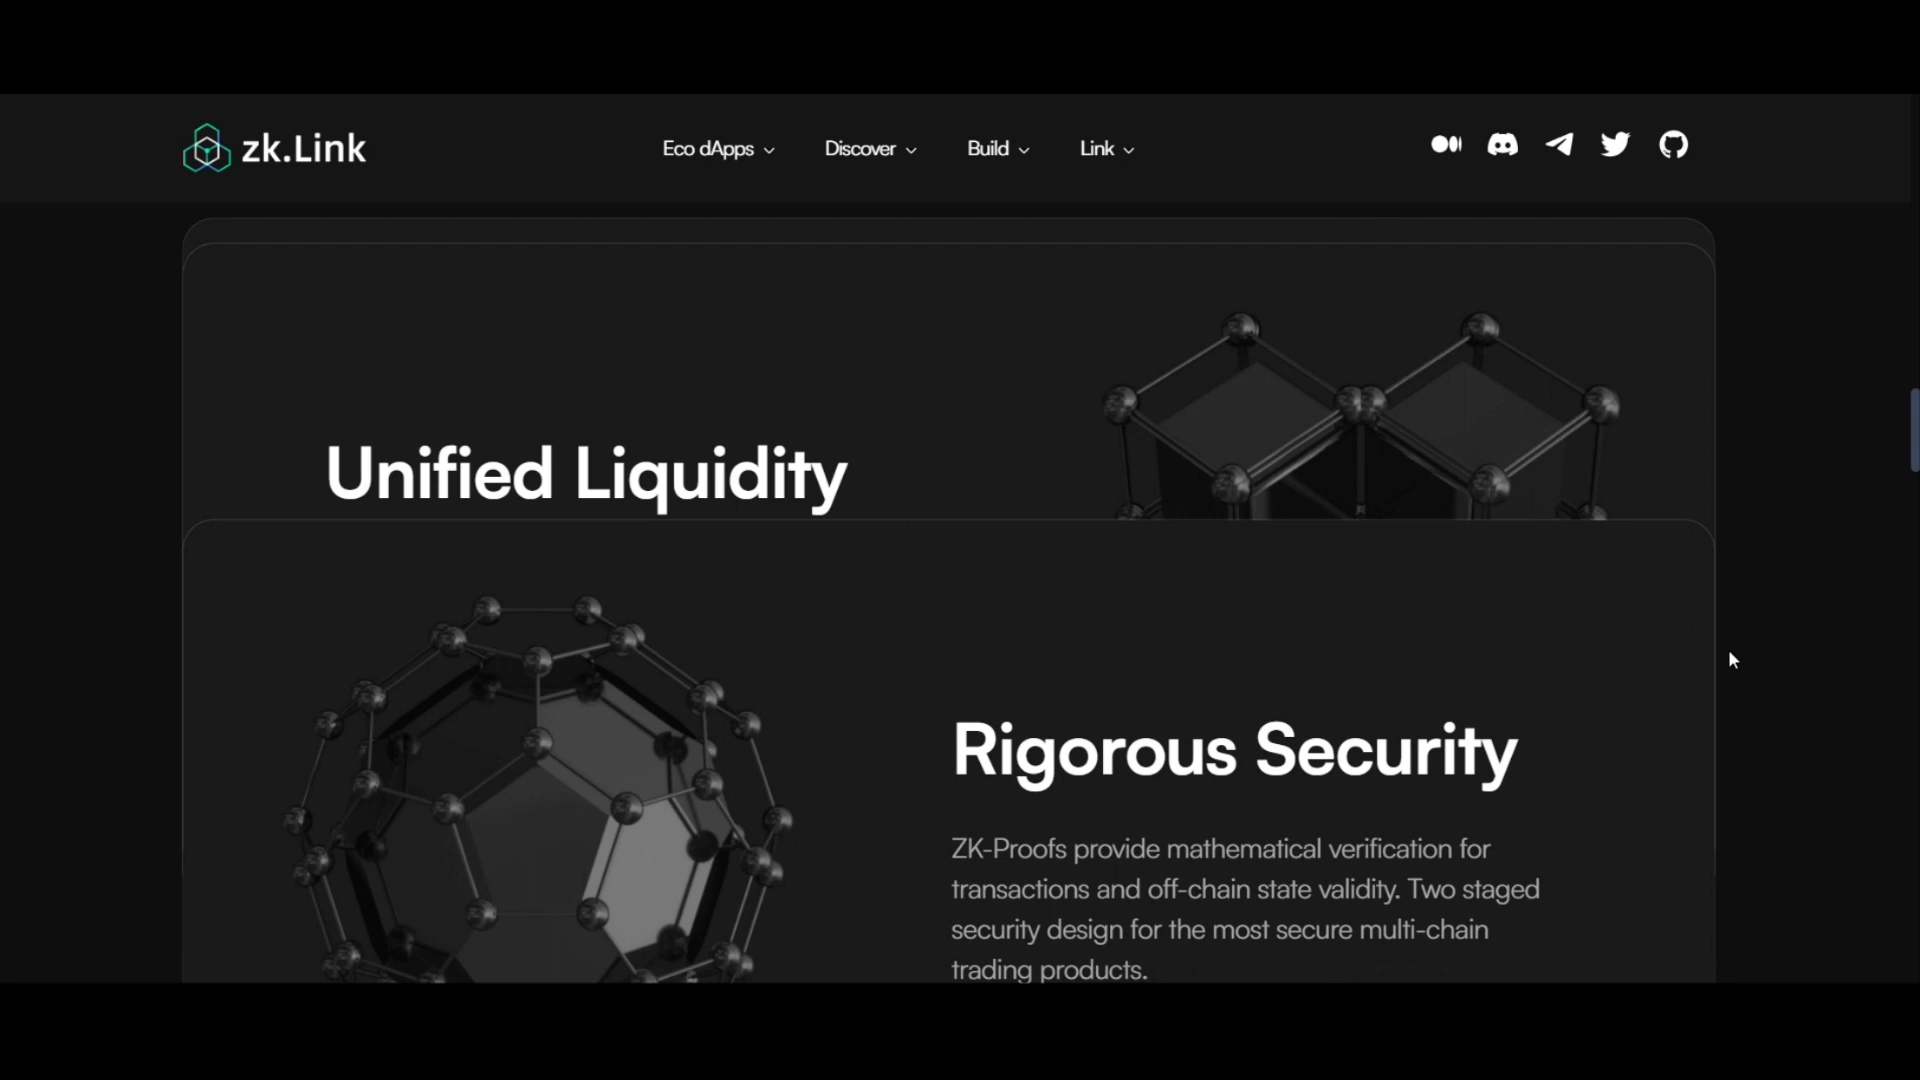 zk.Link
Eco dApps
Discover
Build
Link
Unified Liquidity
Rigorous Security
ZK-Proofs provide mathematical verification for
transactions and off-chain state validity. Two staged
security design for the most secure multi-chain
trading products.